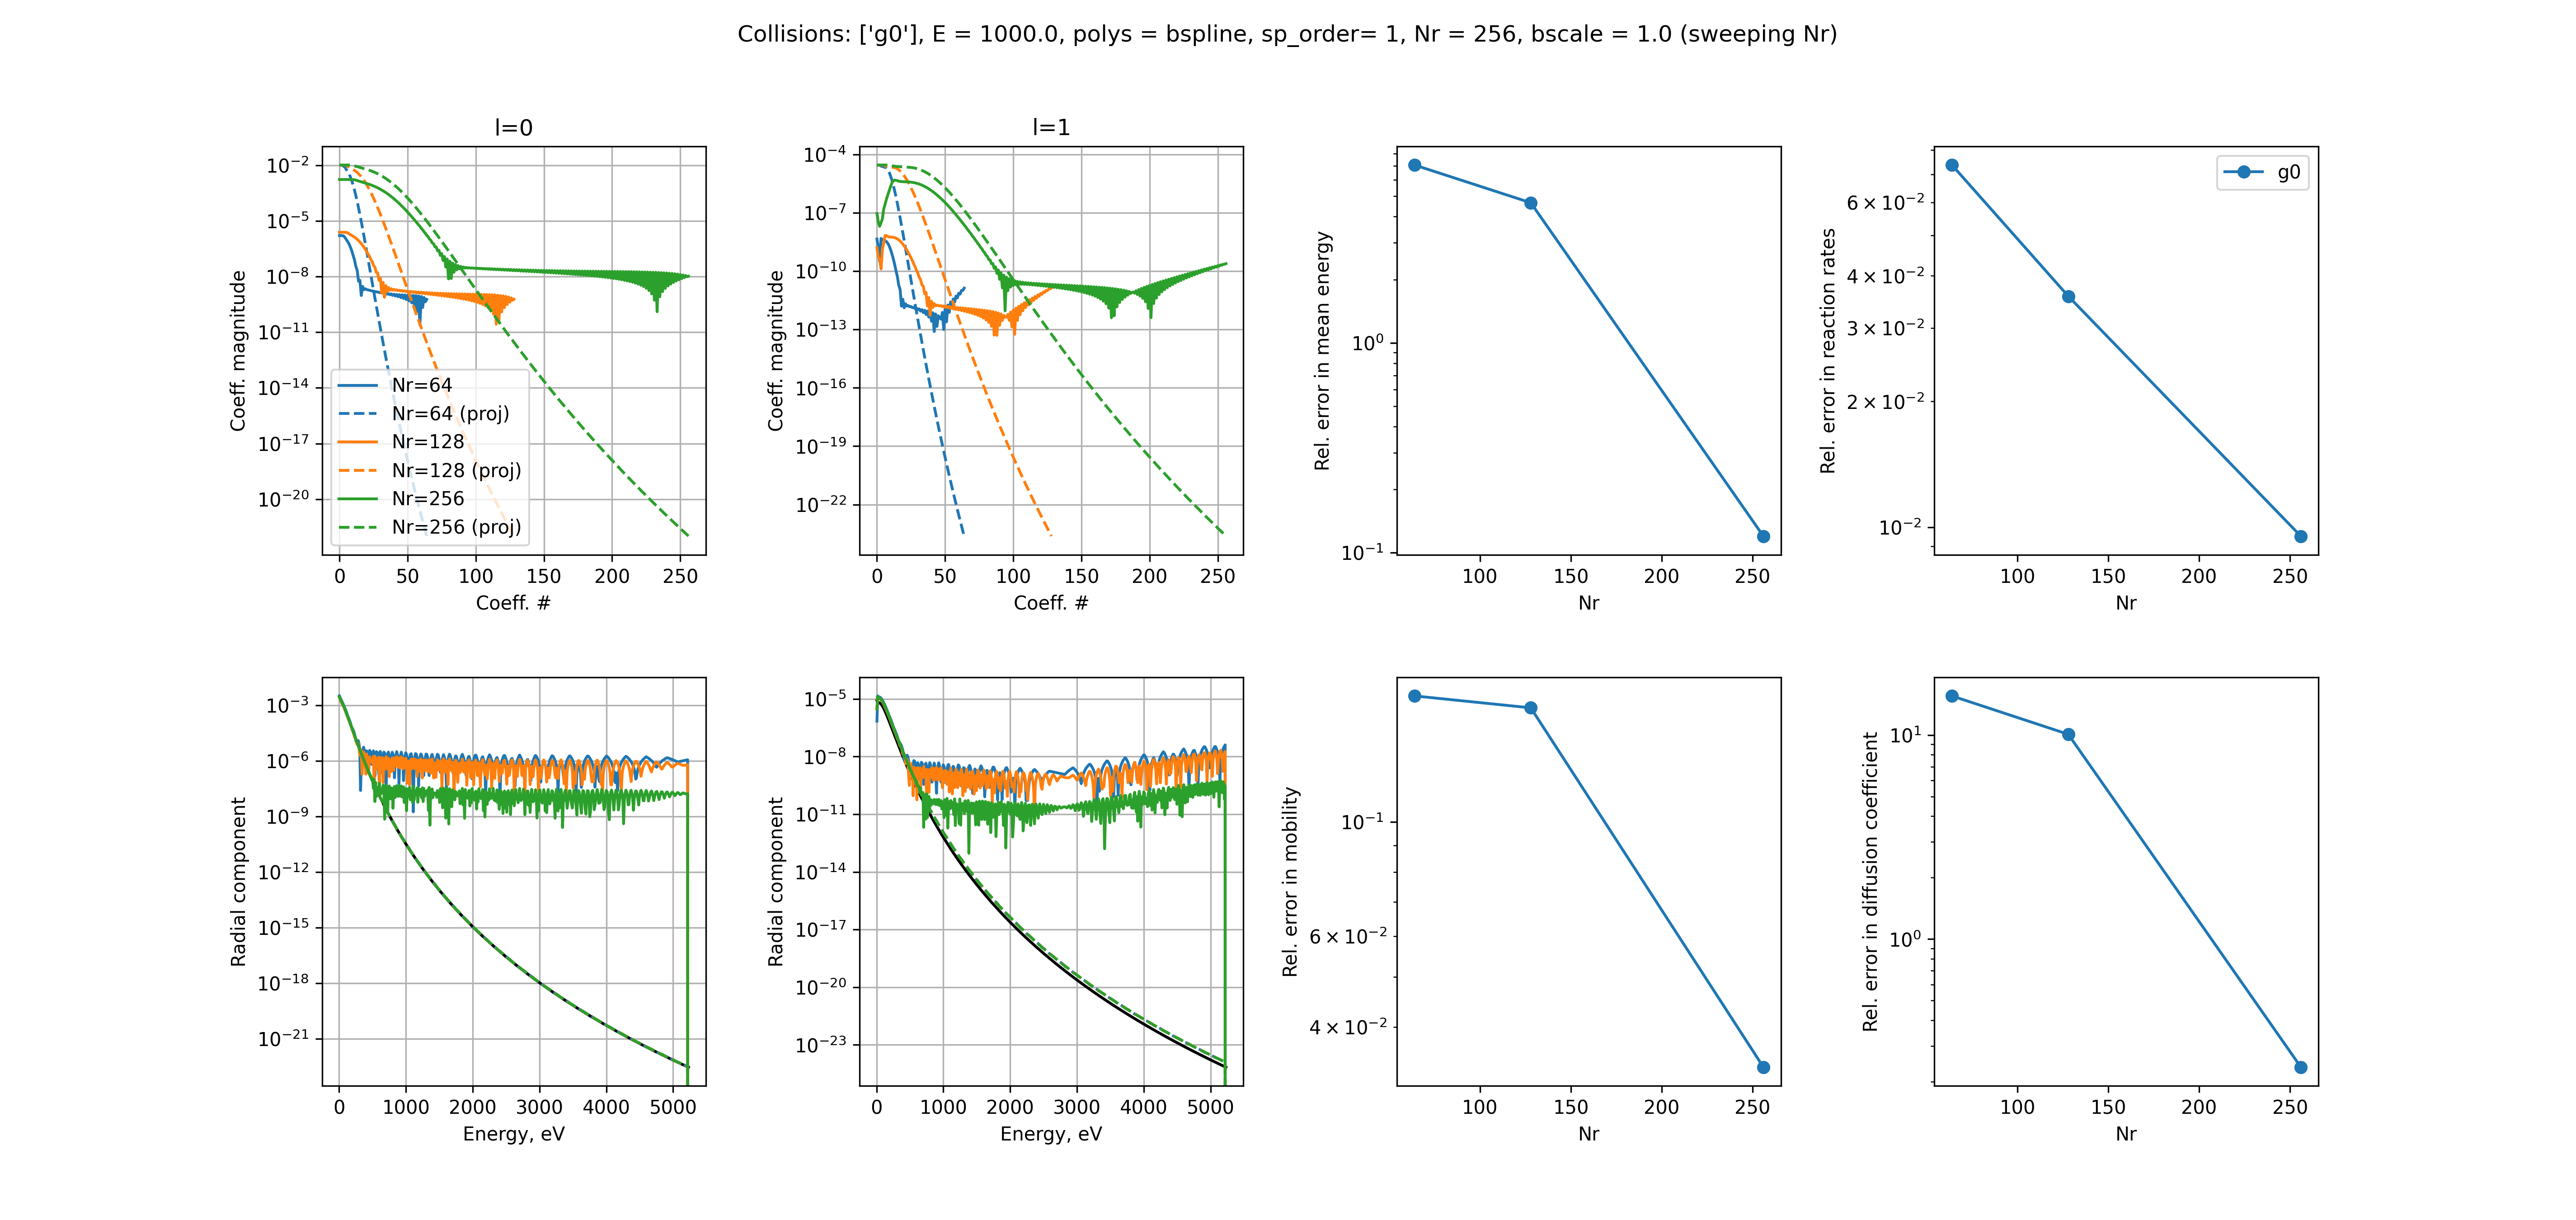 Collisions: ['g0'], E = 1000.0, polys = bspline, sp_order= 1, Nr = 256, bscale = 1.0 (sweeping Nr)
l=0
10⁻²
10⁻⁵
10⁻⁸
10⁻¹¹
10⁻¹⁴
10⁻¹⁷
10⁻²⁰
Coeff. magnitude
Nr=64
Nr=64 (proj)
Nr=128
Nr=128 (proj)
Nr=256
Nr=256 (proj)
0 50 100 150 200 250
Coeff. #
l=1
10⁻⁴
10⁻⁷
10⁻¹⁰
10⁻¹³
10⁻¹⁶
10⁻¹⁹
10⁻²²
Coeff. magnitude
0 50 100 150 200 250
Coeff. #
10⁰
10⁻¹
Rel. error in mean energy
100 150 200 250
Nr
g0
6 × 10⁻²
4 × 10⁻²
3 × 10⁻²
2 × 10⁻²
10⁻²
Rel. error in reaction rates
100 150 200 250
Nr
10⁻³
10⁻⁶
10⁻⁹
10⁻¹²
10⁻¹⁵
10⁻¹⁸
10⁻²¹
Radial component
0 1000 2000 3000 4000 5000
Energy, eV
10⁻⁵
10⁻⁸
10⁻¹¹
10⁻¹⁴
10⁻¹⁷
10⁻²⁰
10⁻²³
Radial component
0 1000 2000 3000 4000 5000
Energy, eV
10⁻¹
6 × 10⁻²
4 × 10⁻²
Rel. error in mobility
100 150 200 250
Nr
10¹
10⁰
Rel. error in diffusion coefficient
100 150 200 250
Nr